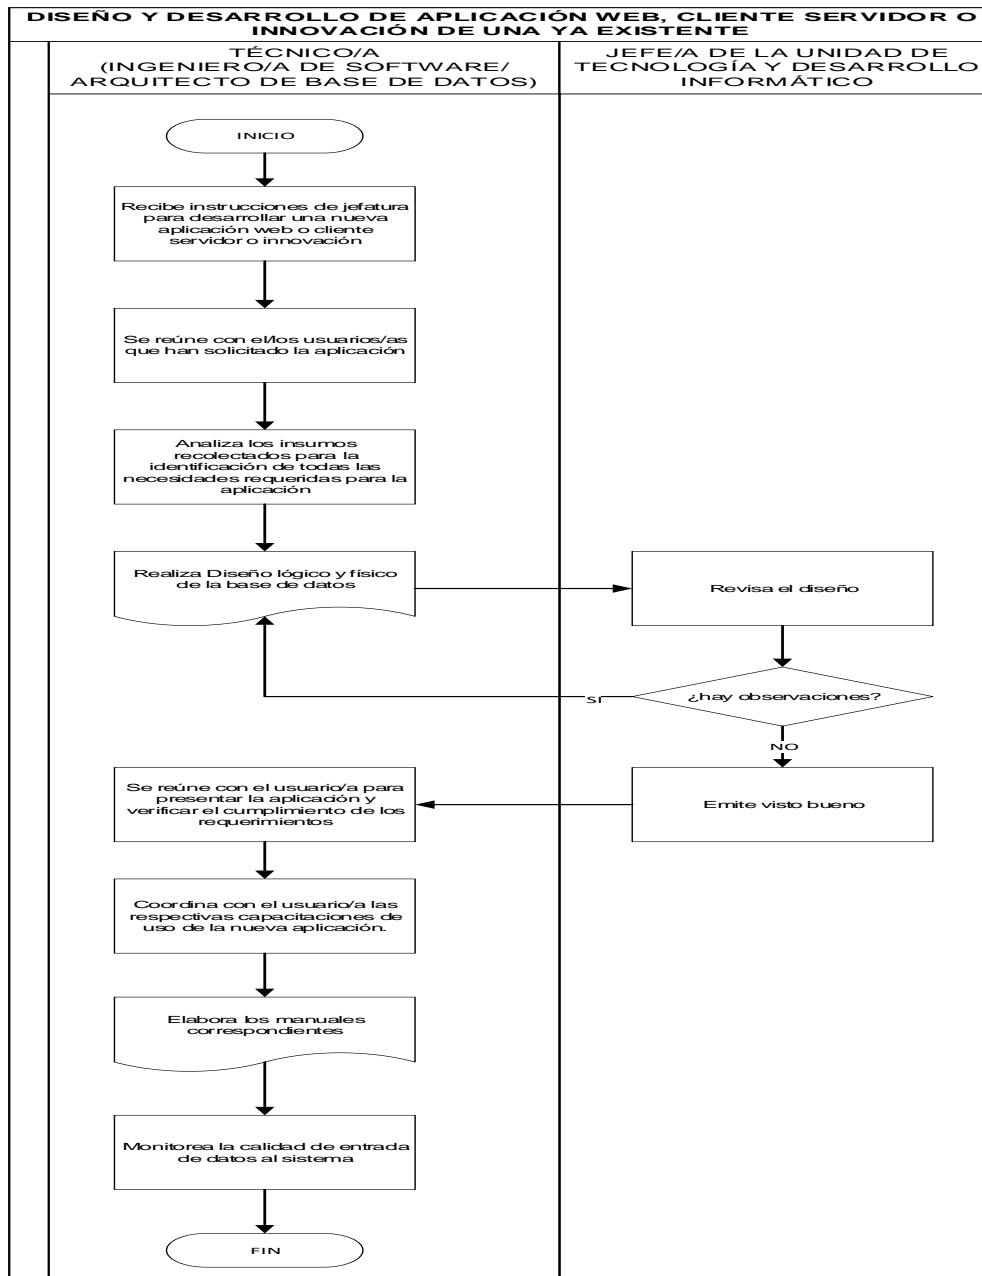 DISEÑO Y DESARROLLO DE APLICACIÓN WEB, CLIENTE SERVIDOR O
INNOVACIÓN DE UNA YA EXISTENTE
TÉCNICO/A
(INGENIERO/A DE SOFTWARE/
ARQUITECTO DE BASE DE DATOS)
JEFE/A DE LA UNIDAD DE
TECNOLOGÍA Y DESARROLLO
INFORMÁTICO
INICIO
Recibe instrucciones de jefatura
para desarrollar una nueva
aplicación web o cliente
servidor o innovación
Se reúne con el/los usuarios/as
que han solicitado la aplicación
Analiza los insumos
recolectados para la
identificación de todas las
necesidades requeridas para la
aplicación
Realiza Diseño lógico y físico
de la base de datos
Revisa el diseño
¿hay observaciones?
SI
NO
Emite visto bueno
Se reúne con el usuario/a para
presentar la aplicación y
verificar el cumplimiento de los
requerimientos
Coordina con el usuario/a las
respectivas capacitaciones de
uso de la nueva aplicación.
Elabora los manuales
correspondientes
Monitorea la calidad de entrada
de datos al sistema
FIN